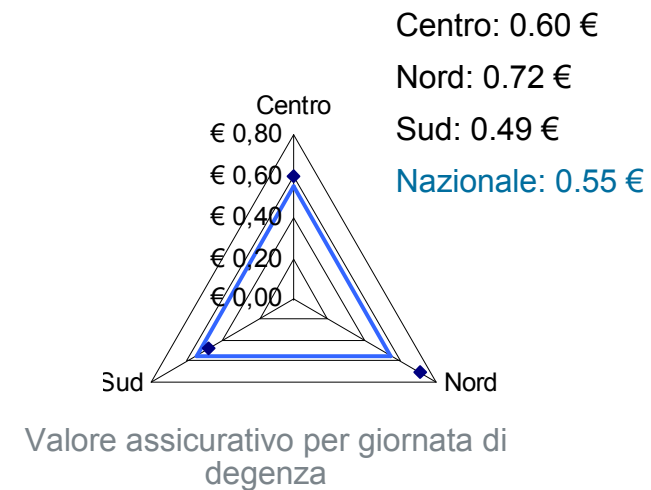 Centro: 0.60 €
Nord: 0.72 €
Sud: 0.49 €
Nazionale: 0.55 €
Centro
€ 0,80
€ 0,60
€ 0,40
€ 0,20
€ 0,00
Sud
Nord
Valore assicurativo per giornata di
degenza